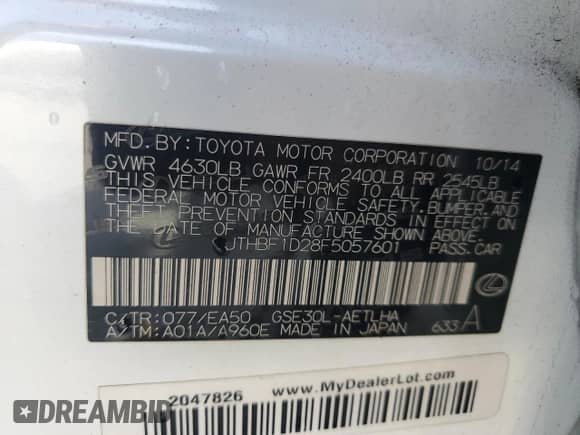 MFD. BY: TOYOTA MOTOR CORPORATION 10/14
GVWR 4630LB GAWR FR 2400LB RR 2545LB
THIS VEHICLE CONFORMS TO ALL APPLICABLE
FEDERAL MOTOR VEHICLE SAFETY, BUMPER, AND
THEFT PREVENTION STANDARDS IN EFFECT ON
THE DATE OF MANUFACTURE SHOWN ABOVE.
JTHBF1D28F5057601 PASS. CAR
C/TR: 077/EA50 GSE30L-AETLHA
A/TM: A01A/A960E MADE IN JAPAN 633 A
2047826 www.MyDealerLot.com
DREAMBID